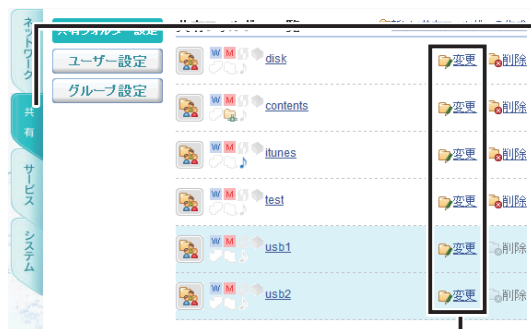 ネットワーク
共有
サービス
システム
共有フォルダー設定
ユーザー設定
グループ設定
W M disk 変更 削除
W M contents 変更 削除
W M itunes 変更 削除
W M test 変更 削除
W M usb1 変更 削除
W M usb2 変更 削除